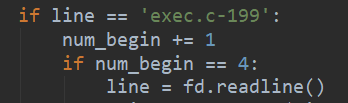 if line == 'exec.c-199':
    num_begin += 1
    if num_begin == 4:
        line = fd.readline()